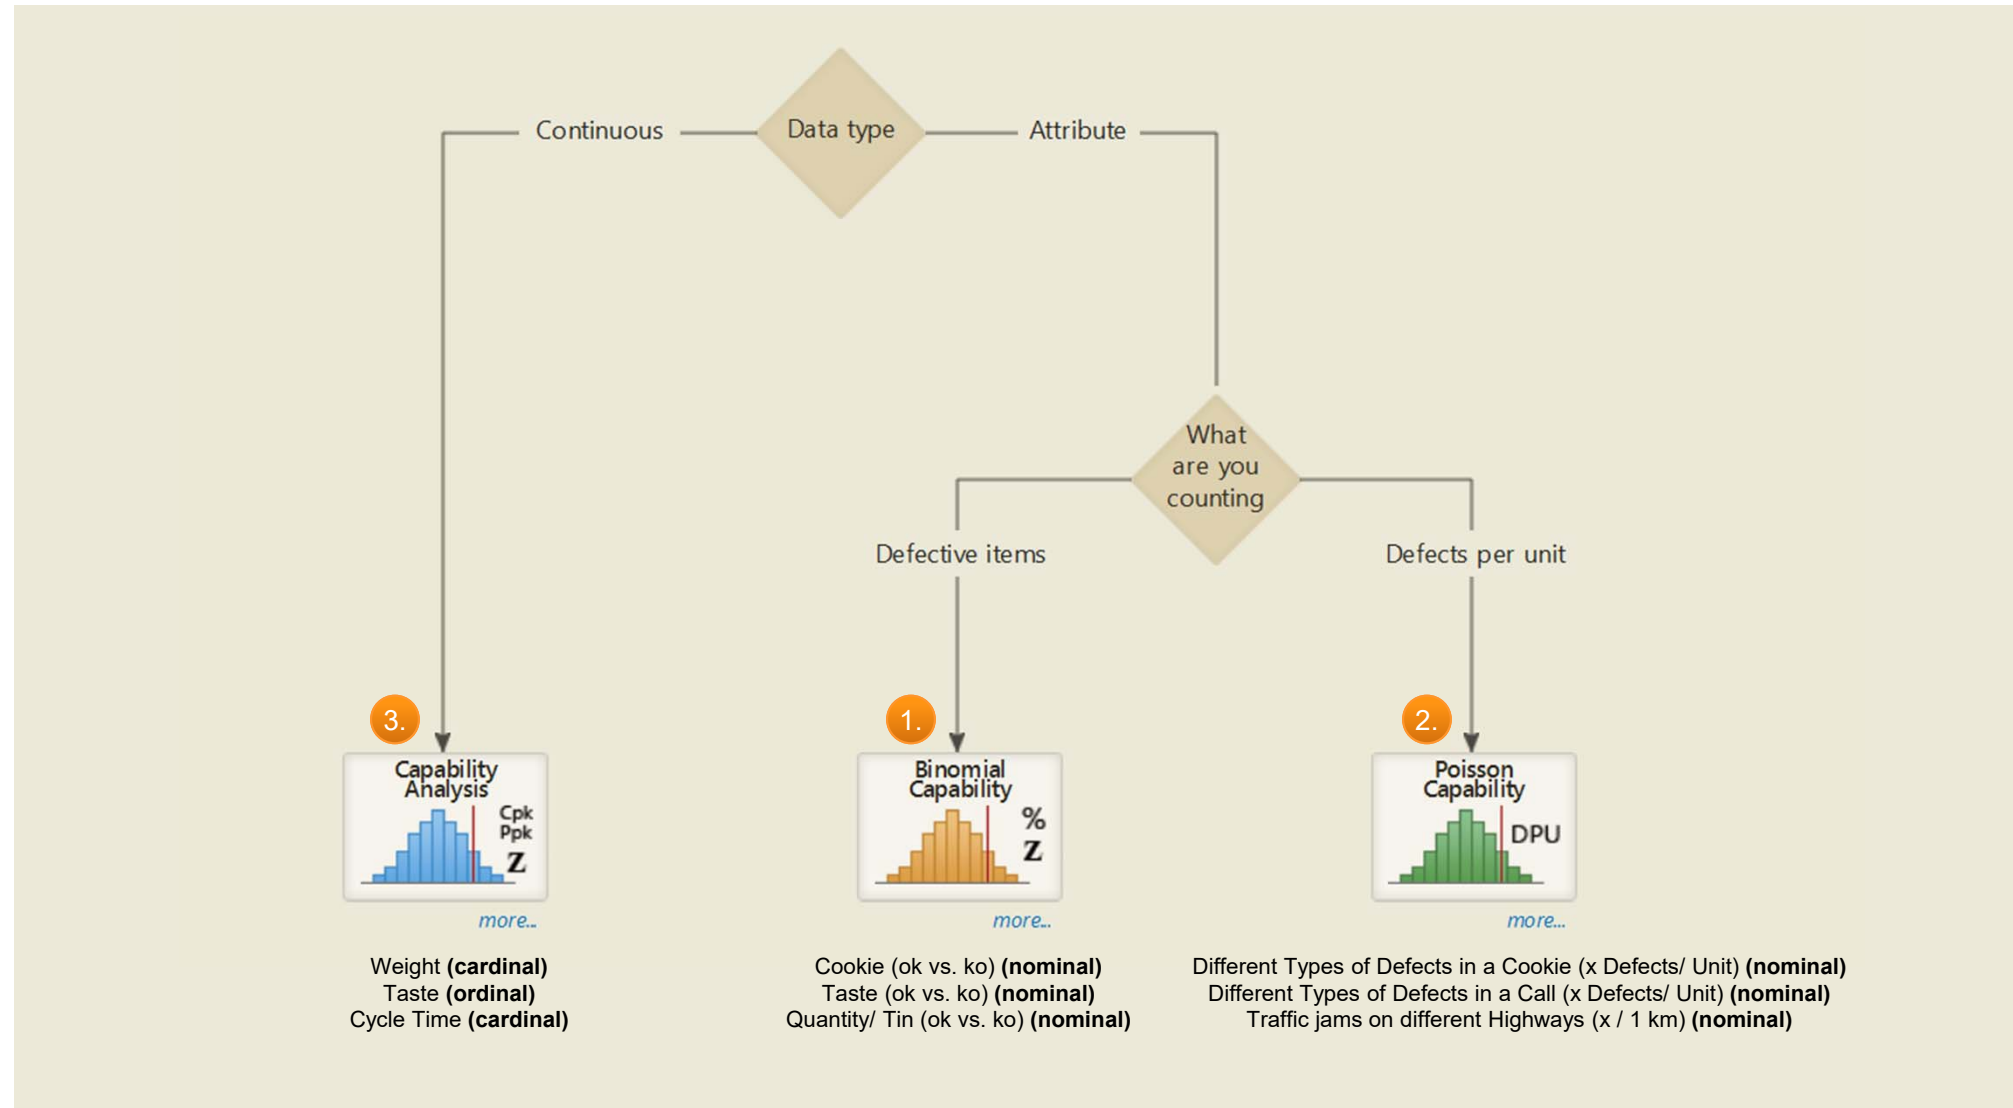 Data type
Continuous
Attribute
What
are you
counting
Defective items
Defects per unit
3.
Capability
Analysis
Cpk
Ppk
Z
more...
Weight (cardinal)
Taste (ordinal)
Cycle Time (cardinal)
1.
Binomial
Capability
%
Z
more...
Cookie (ok vs. ko) (nominal)
Taste (ok vs. ko) (nominal)
Quantity/ Tin (ok vs. ko) (nominal)
2.
Poisson
Capability
DPU
more...
Different Types of Defects in a Cookie (x Defects/ Unit) (nominal)
Different Types of Defects in a Call (x Defects/ Unit) (nominal)
Traffic jams on different Highways (x / 1 km) (nominal)